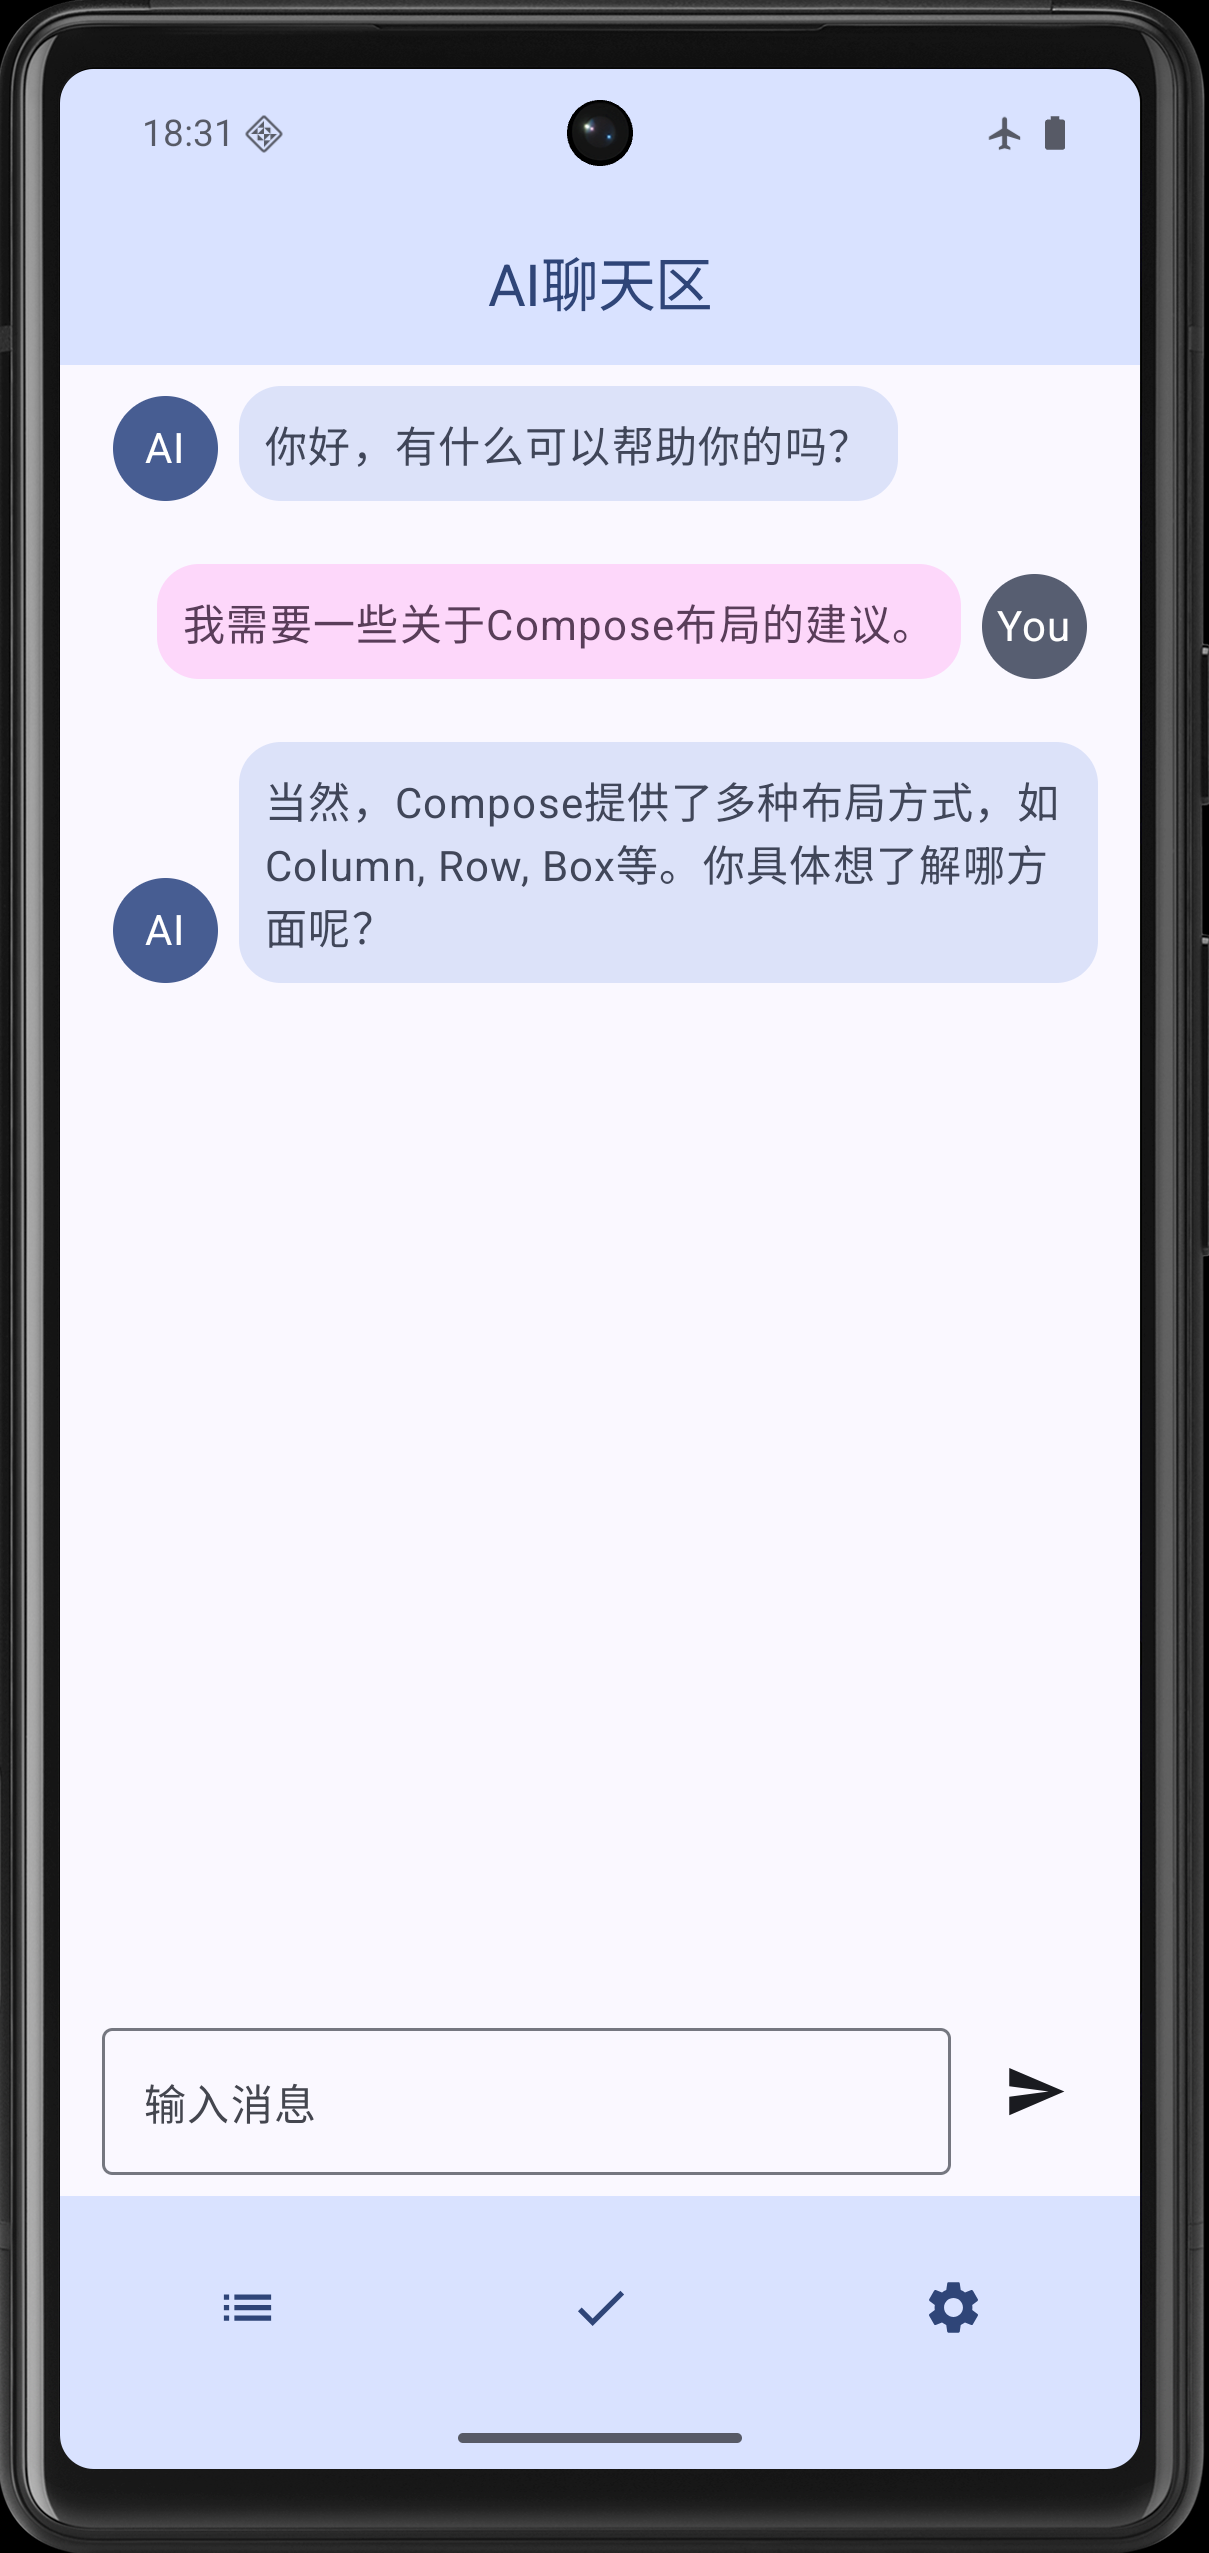 18:31
AI聊天区
AI
你好，有什么可以帮助你的吗？
我需要一些关于Compose布局的建议。
You
当然，Compose提供了多种布局方式，如
Column, Row, Box等。你具体想了解哪方
面呢？
AI
输入消息